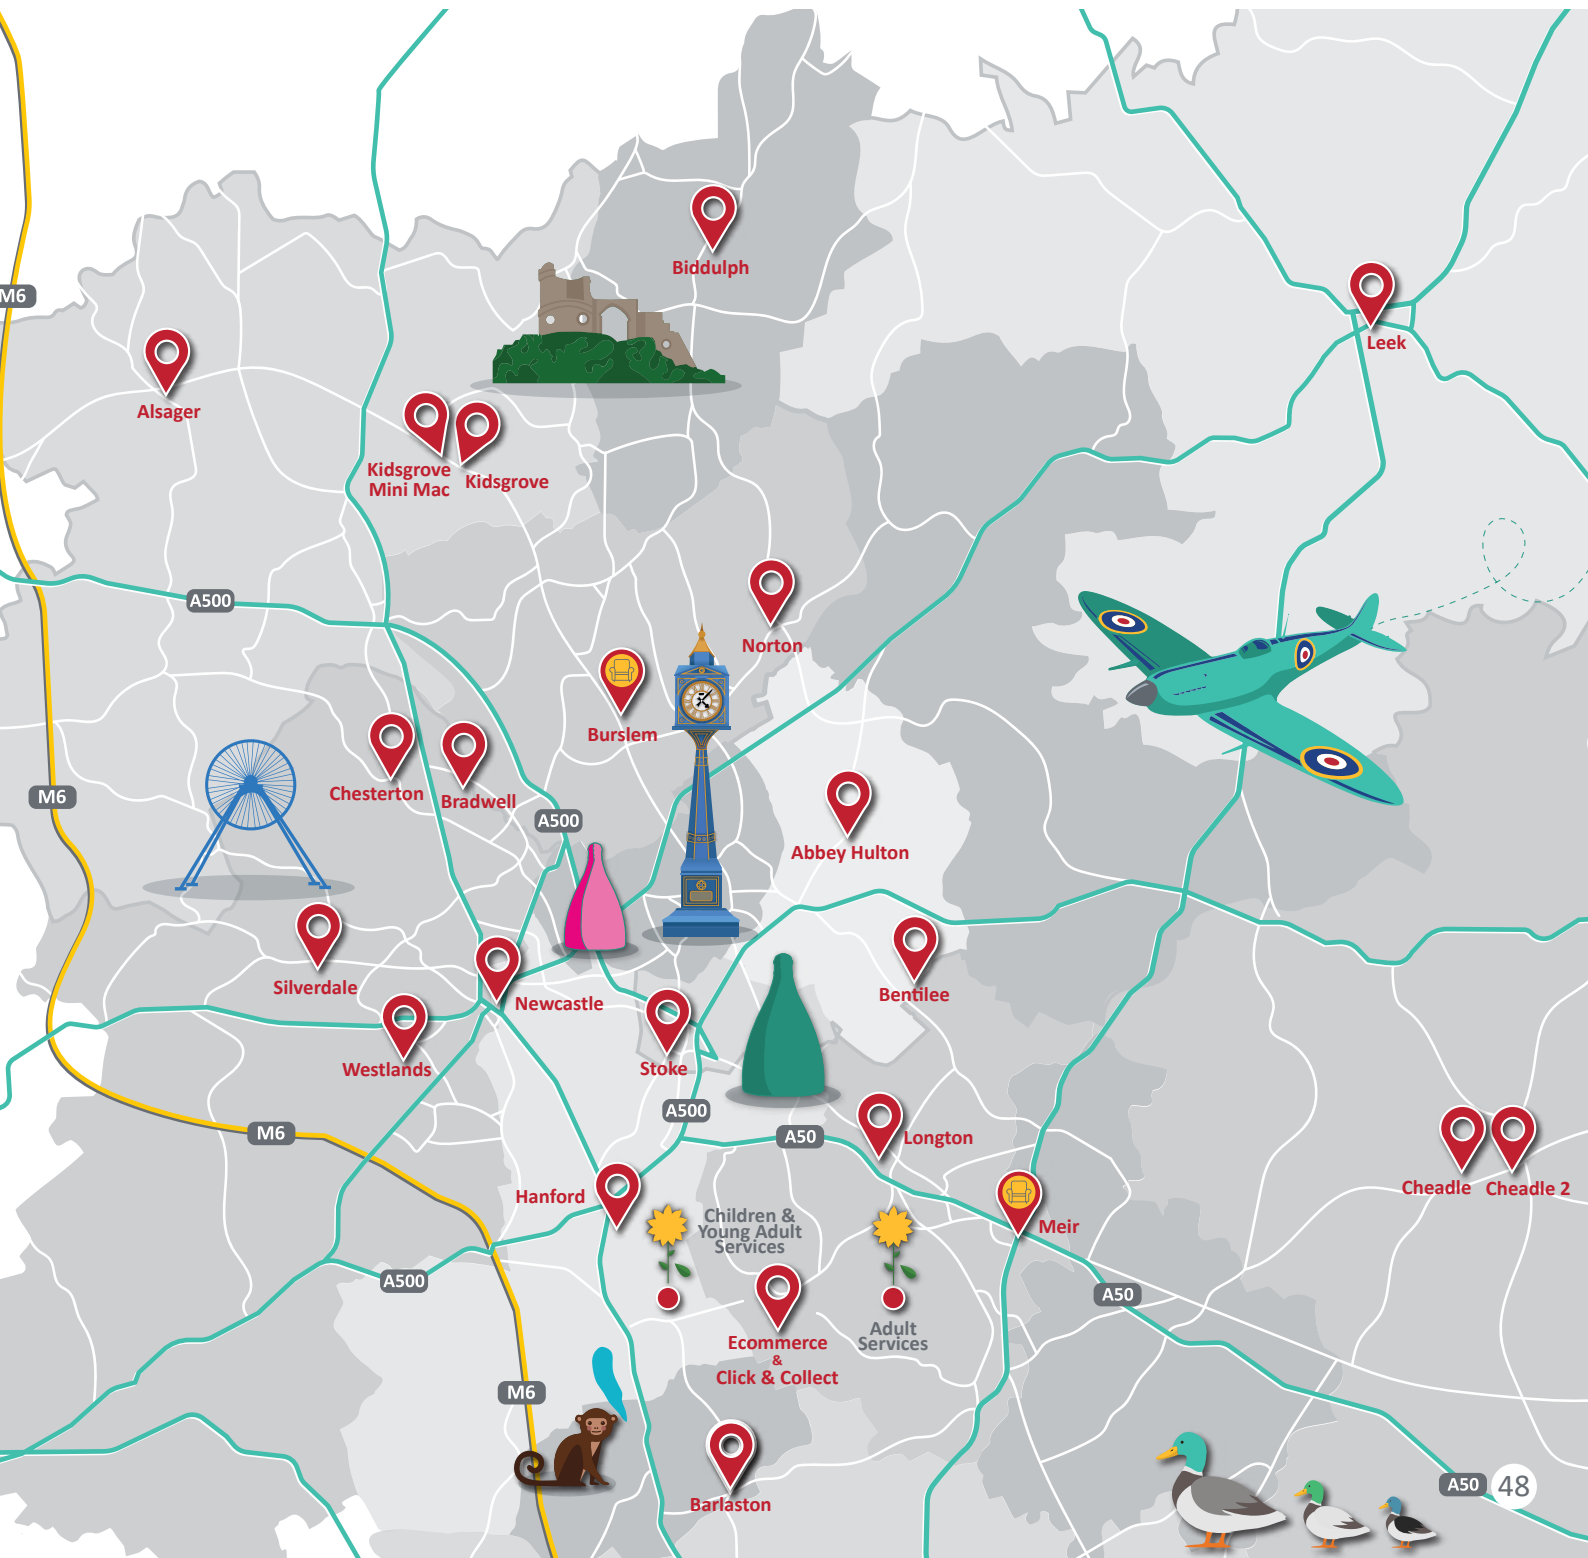 Biddulph
M6
Leek
Alsager
Kidsgrove
Mini Mac
Kidsgrove
A500
Norton
Burslem
Chesterton
Bradwell
M6
A500
Abbey Hulton
Silverdale
Newcastle
Bentilee
Westlands
Stoke
A500
M6
A50
Longton
Cheadle
Cheadle 2
Hanford
Children &
Young Adult
Services
Meir
A500
A50
Adult
Services
Ecommerce
&
Click & Collect
M6
Barlaston
A50
48